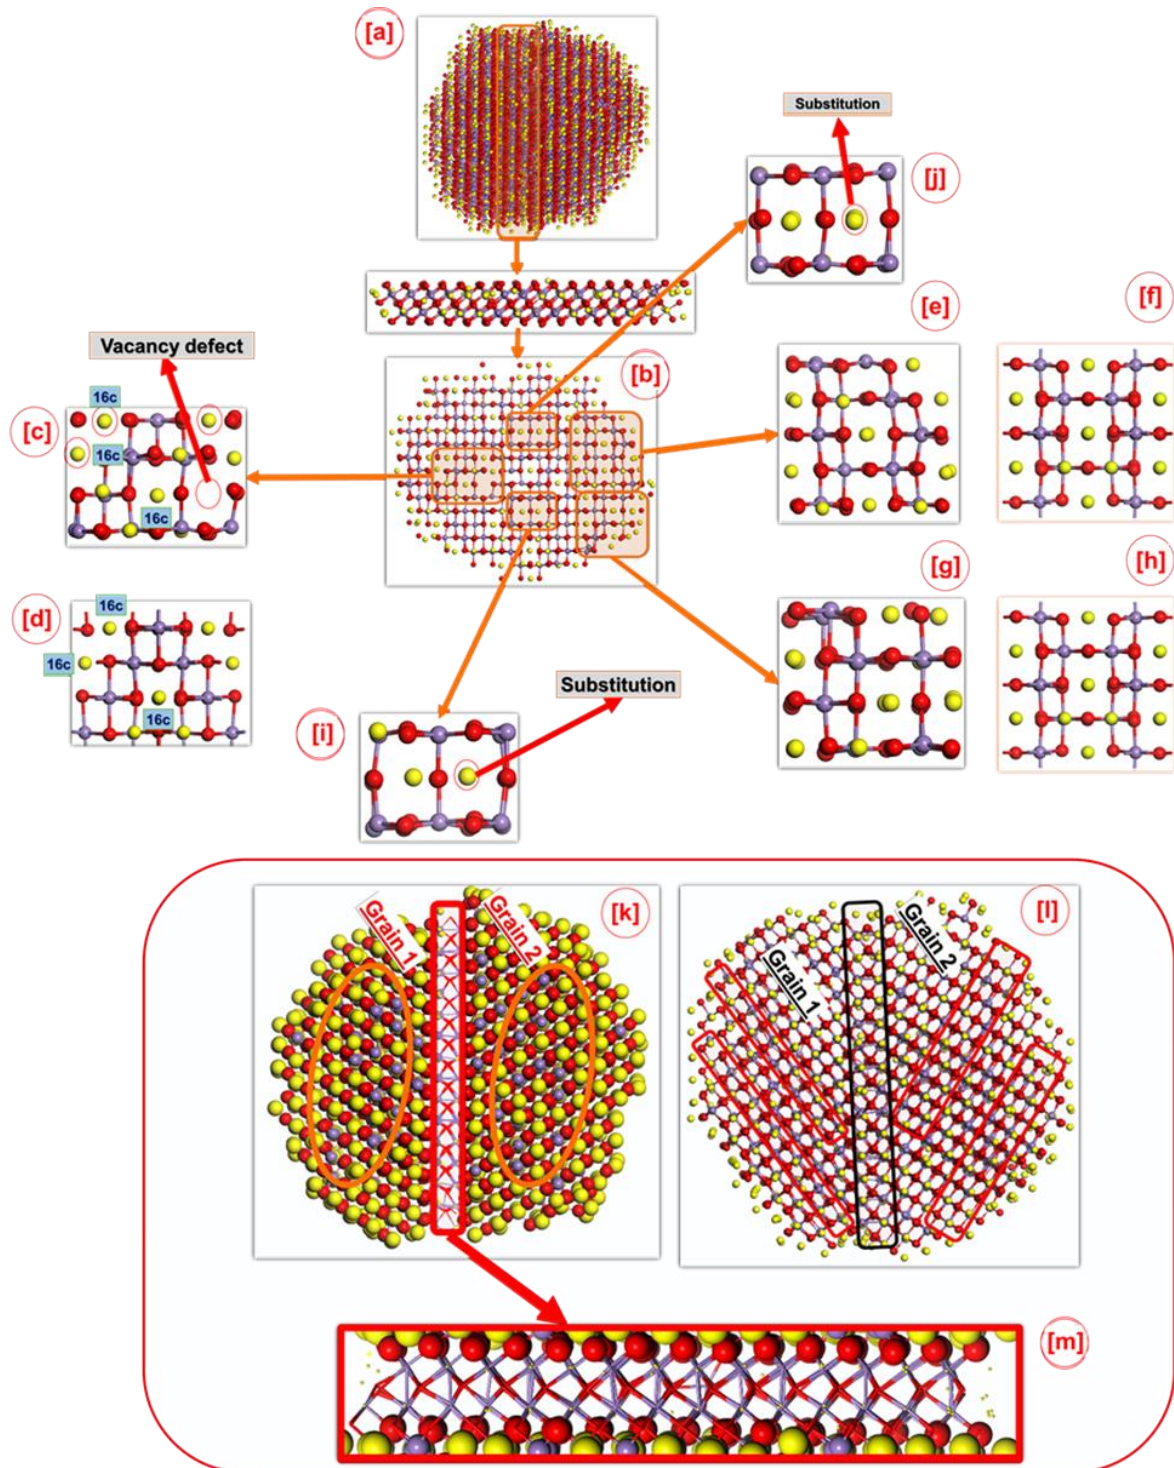 [a]
Substitution
[j]
[e]
[f]
Vacancy defect
[b]
16c
[c]
16c
16c
[g]
[h]
16c
[d]
16c
16c
Substitution
[i]
Grain 1
Grain 2
[k]
Grain 1
Grain 2
[l]
[m]